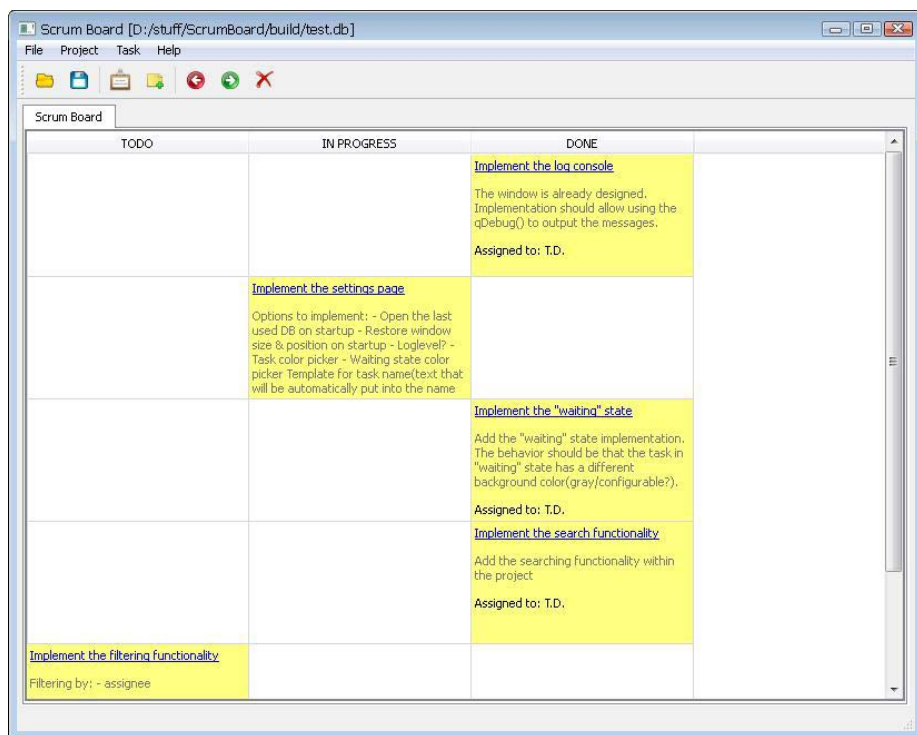 Scrum Board [D:/stuff/ScrumBoard/build/test.db]
File Project Task Help
Scrum Board
TODO IN PROGRESS DONE
Implement the log console
The window is already designed.
Implementation should allow using the
qDebug() to output the messages.
Assigned to: T.D.
Implement the settings page
Options to implement: - Open the last
used DB on startup - Restore window
size & position on startup - Loglevel? -
Task color picker - Waiting state color
picker Template for task name(text that
will be automatically put into the name
Implement the "waiting" state
Add the "waiting" state implementation.
The behavior should be that the task in
"waiting" state has a different
background color(gray/configurable?).
Assigned to: T.D.
Implement the search functionality
Add the searching functionality within
the project
Assigned to: T.D.
Implement the filtering functionality
Filtering by: - assignee